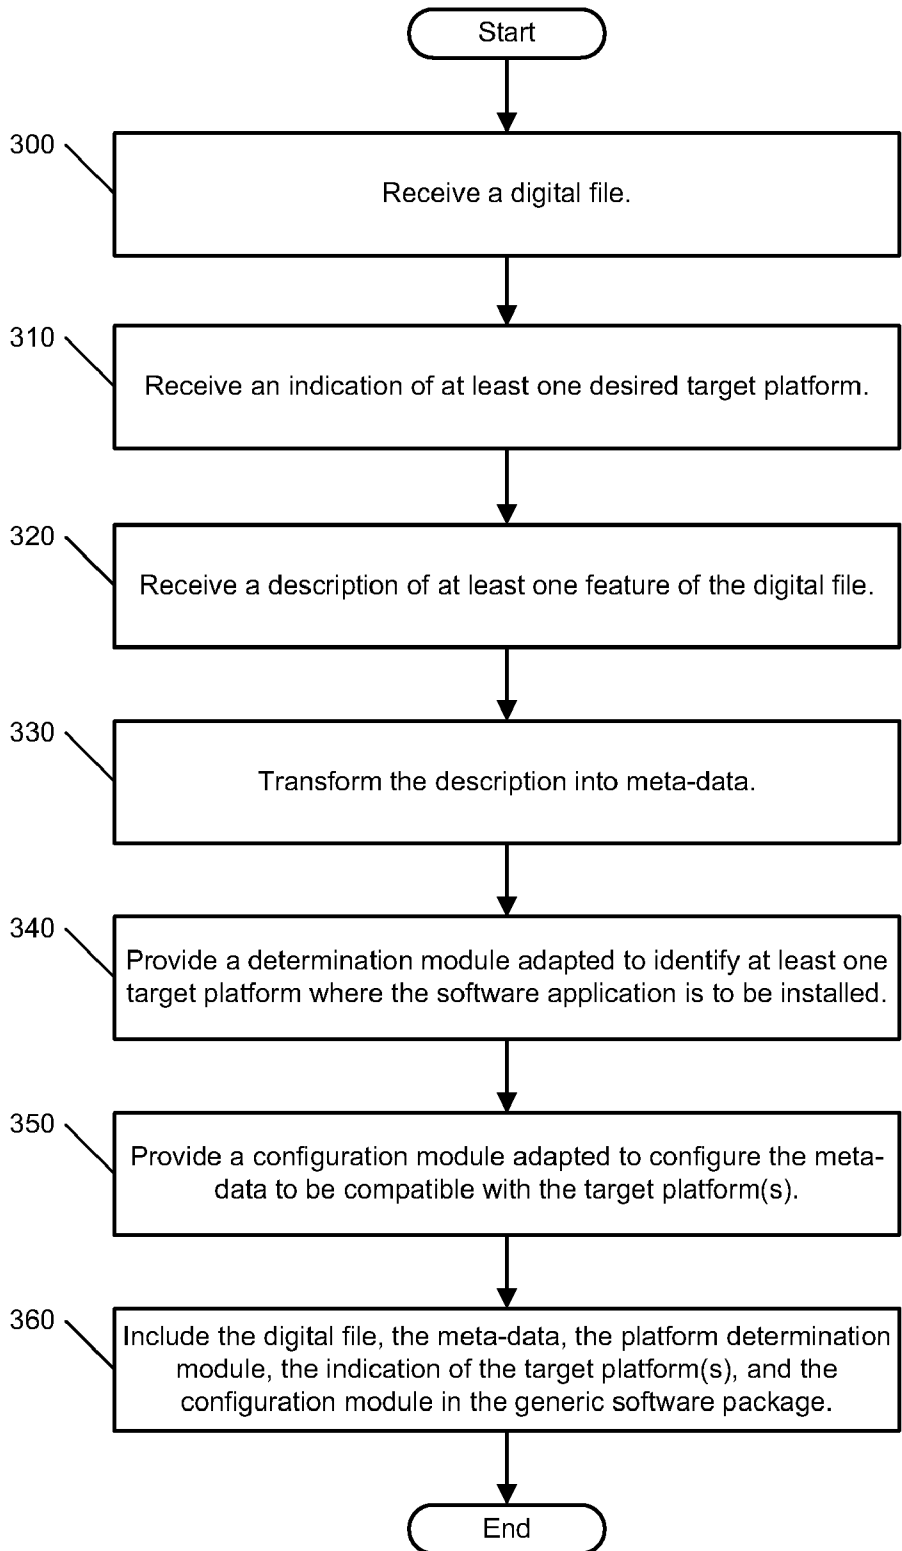 Start
300
Receive a digital file.
310
Receive an indication of at least one desired target platform.
320
Receive a description of at least one feature of the digital file.
330
Transform the description into meta-data.
340
Provide a determination module adapted to identify at least one
target platform where the software application is to be installed.
350
Provide a configuration module adapted to configure the meta-
data to be compatible with the target platform(s).
360
Include the digital file, the meta-data, the platform determination
module, the indication of the target platform(s), and the
configuration module in the generic software package.
End